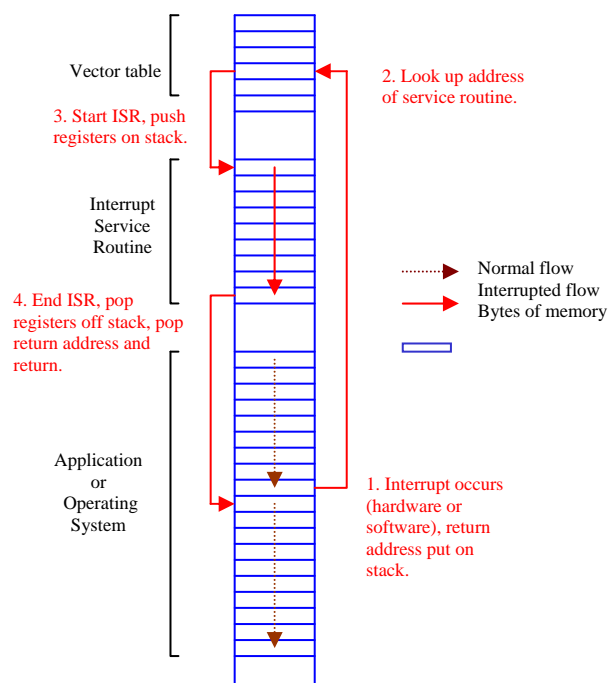 Vector table
2. Look up address
of service routine.
3. Start ISR, push
registers on stack.
Interrupt
Service
Routine
Normal flow
Interrupted flow
Bytes of memory
4. End ISR, pop
registers off stack, pop
return address and
return.
Application
or
Operating
System
1. Interrupt occurs
(hardware or
software), return
address put on
stack.